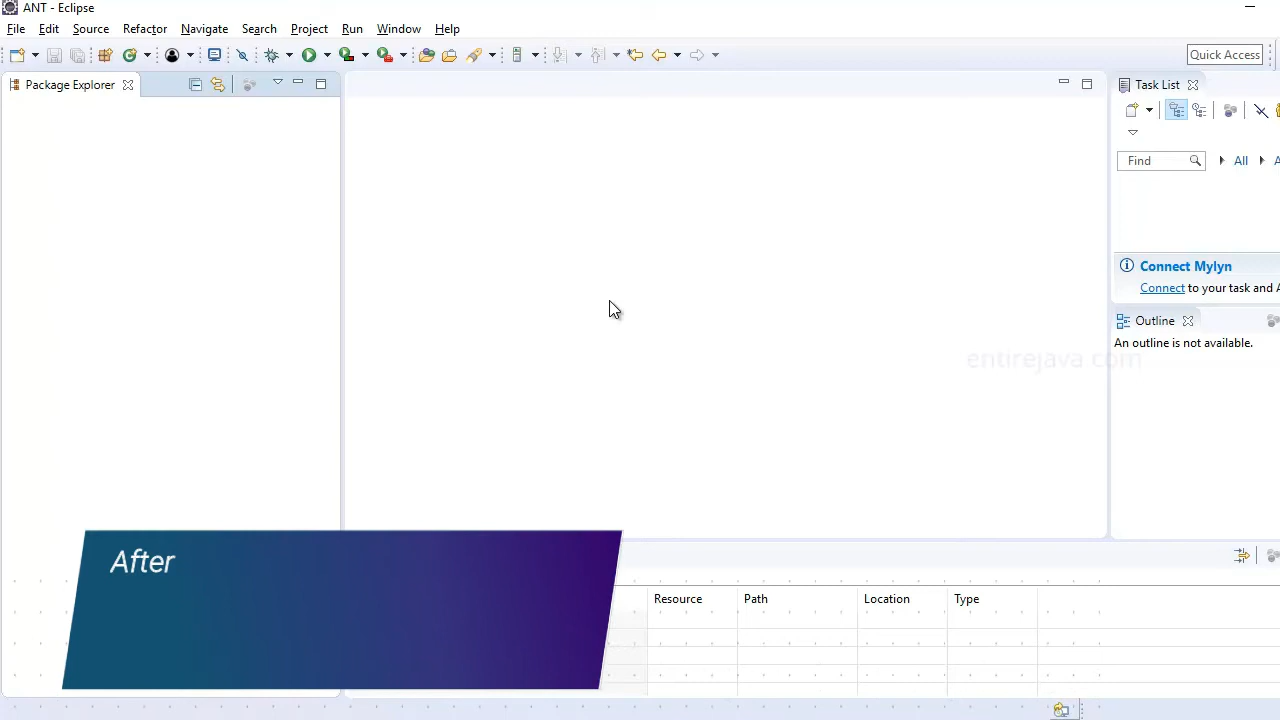 ANT - Eclipse
File Edit Source Refactor Navigate Search Project Run Window Help
Quick Access
Package Explorer
Task List
Find
All
Connect Mylyn
Connect to your task and A
Outline
An outline is not available.
entirejava com
After
Resource Path Location Type